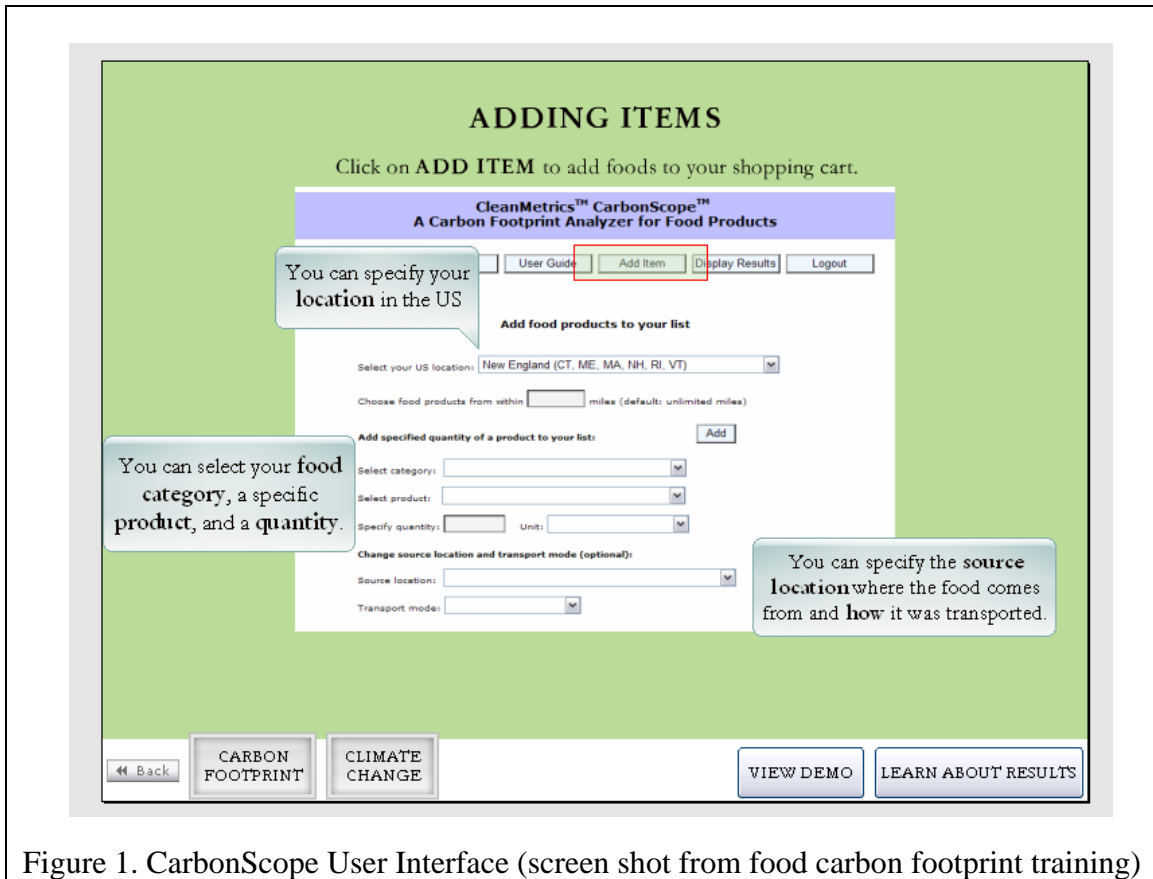 ADDING ITEMS
Click on ADD ITEM to add foods to your shopping cart.
CleanMetrics™ CarbonScope™
A Carbon Footprint Analyzer for Food Products
User Guide
Add Item
Display Results
Logout
You can specify your
location in the US
Add food products to your list
Select your US location: New England (CT, ME, MA, NH, RI, VT)
Choose food products from within miles (default: unlimited miles)
Add specified quantity of a product to your list: Add
You can select your food
category, a specific
product, and a quantity.
Select category:
Select product:
Specify quantity: Unit:
Change source location and transport mode (optional):
Source location:
Transport mode:
You can specify the source
location where the food comes
from and how it was transported.
Back
CARBON
FOOTPRINT
CLIMATE
CHANGE
VIEW DEMO
LEARN ABOUT RESULTS
Figure 1. CarbonScope User Interface (screen shot from food carbon footprint training)